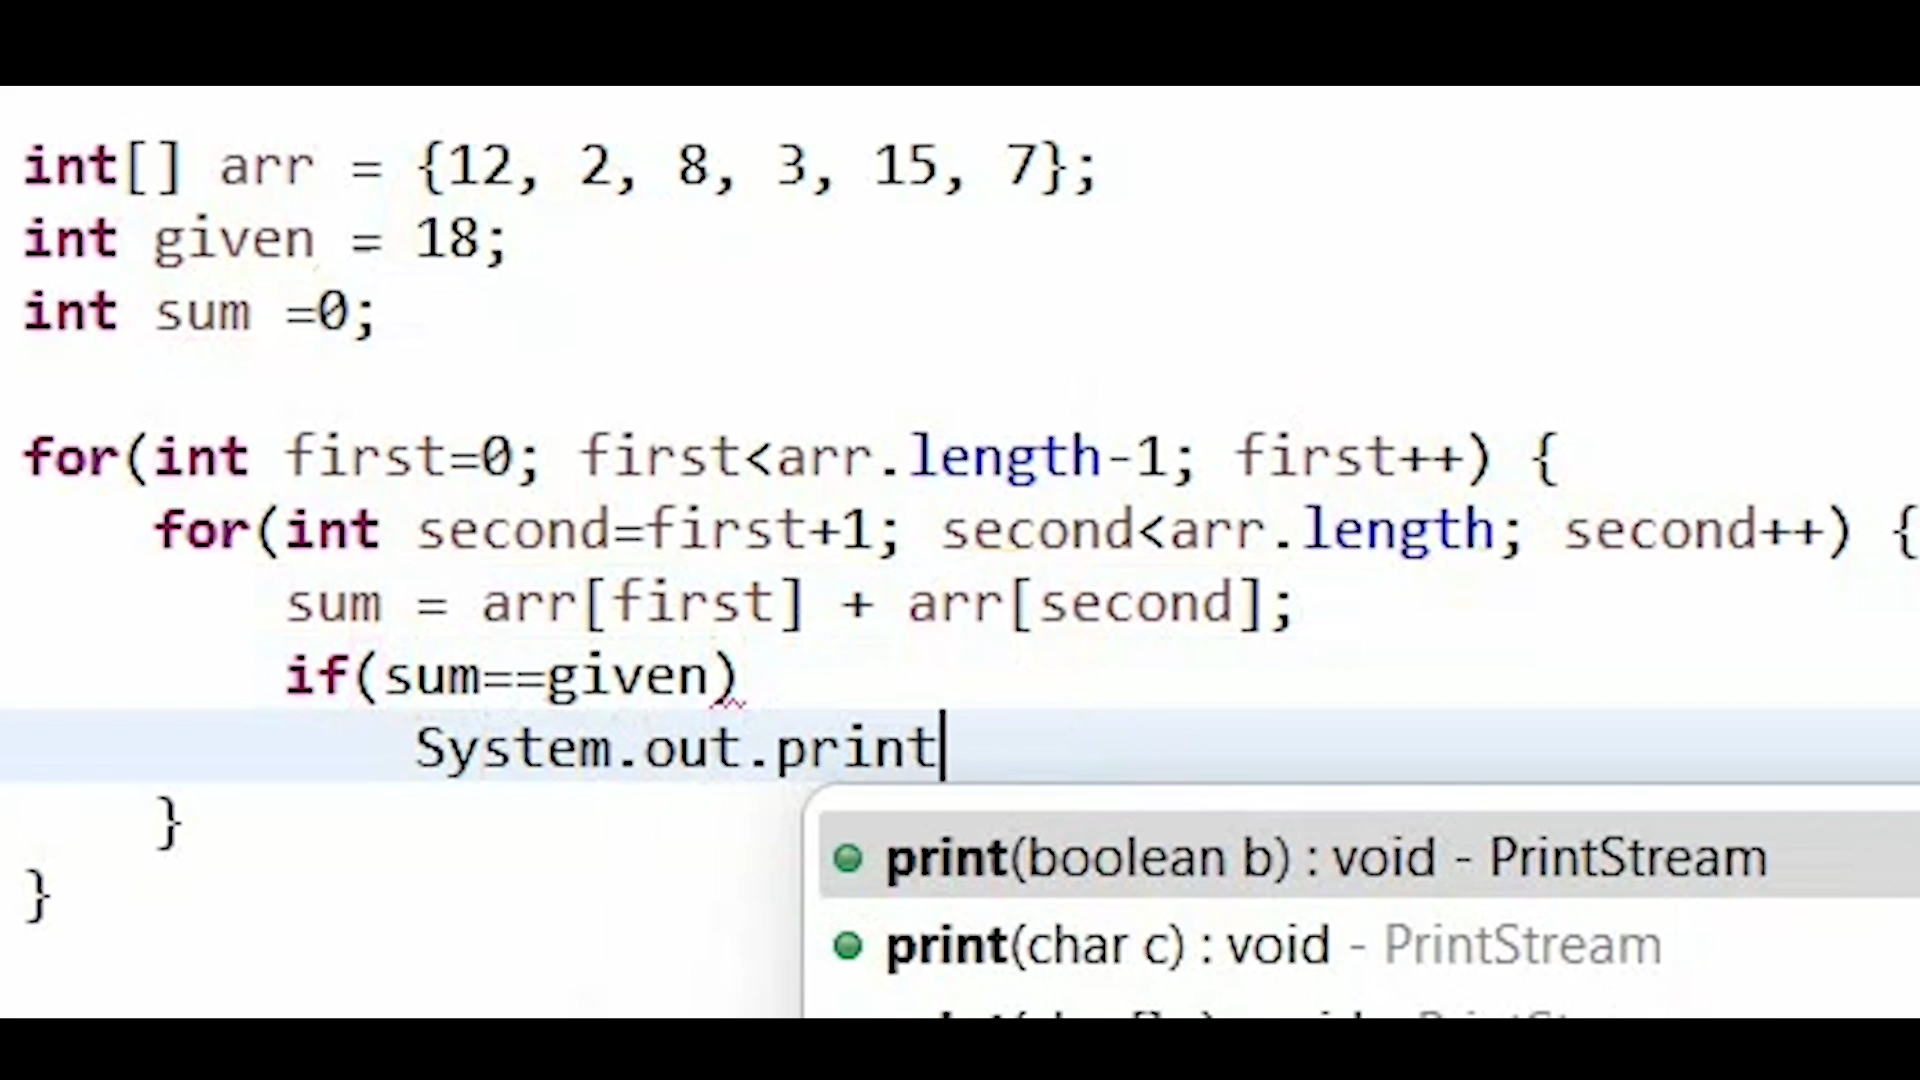 int[] arr = {12, 2, 8, 3, 15, 7};
int given = 18;
int sum =0;
for(int first=0; first<arr.length-1; first++) {
for(int second=first+1; second<arr.length; second++) {
sum = arr[first] + arr[second];
if(sum==given)
System.out.print
}
}
print(boolean b) : void - PrintStream
print(char c) : void - PrintStream